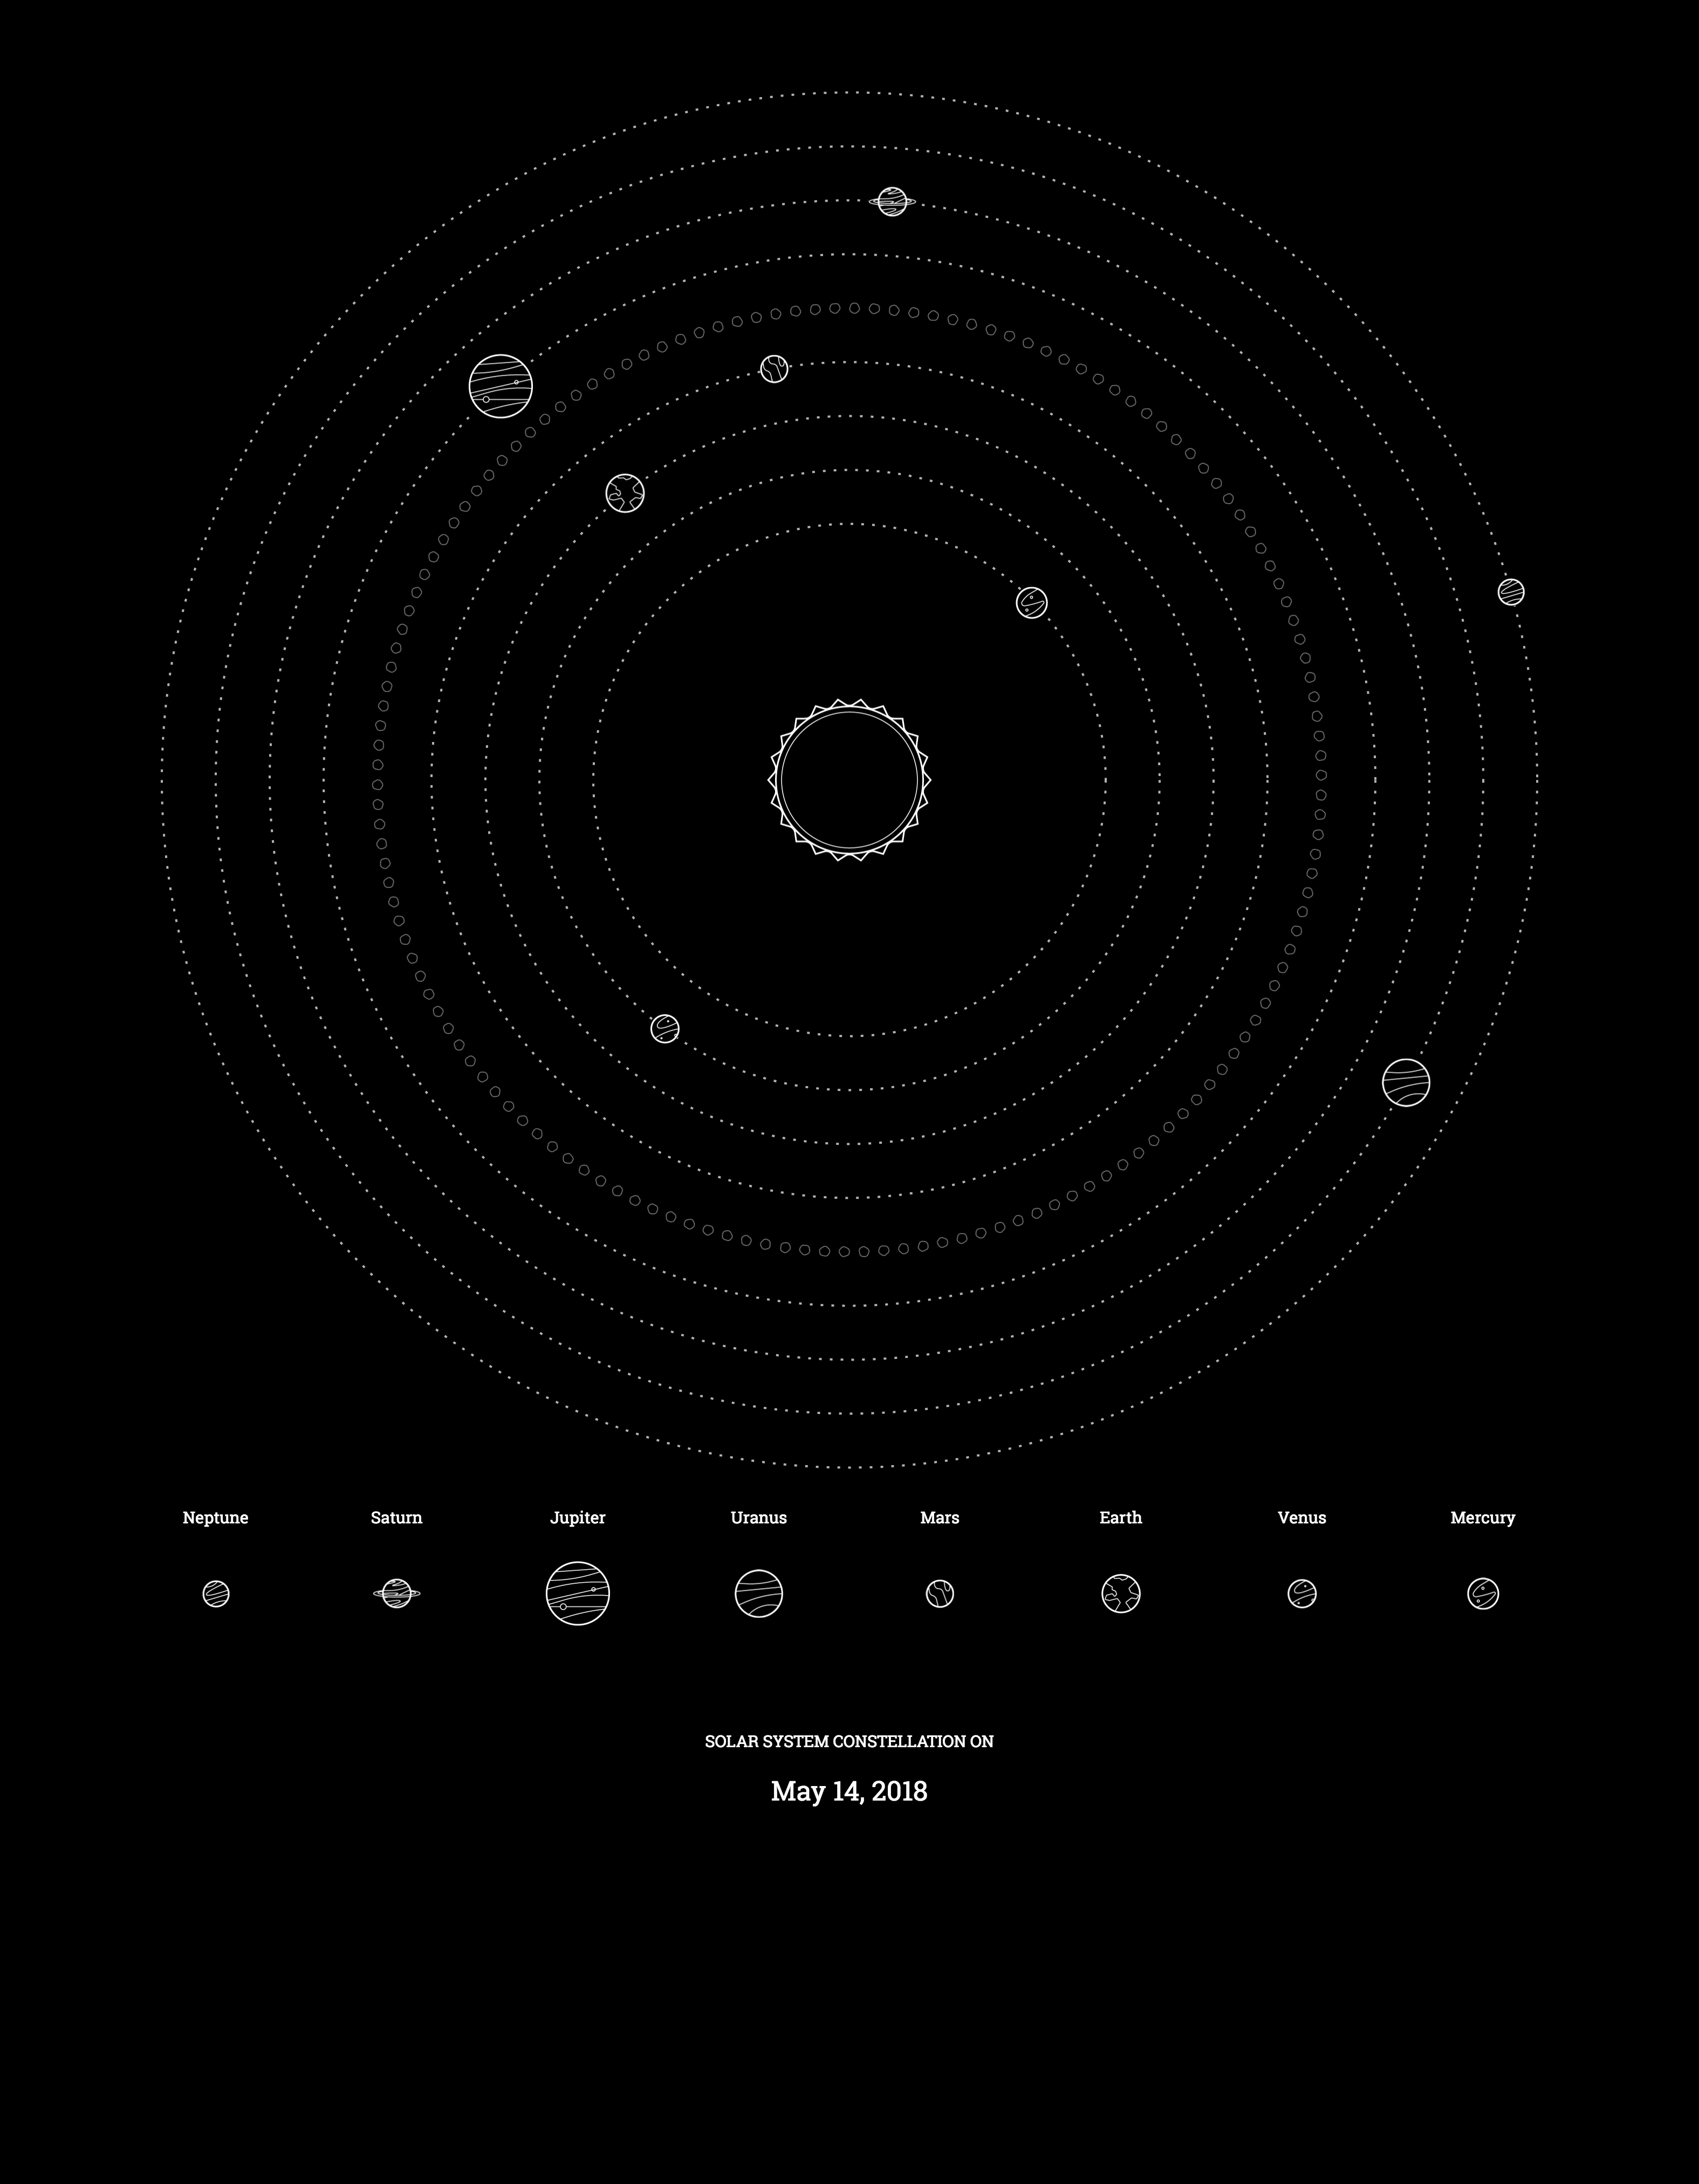 Neptune Saturn Jupiter Uranus Mars Earth Venus Mercury
SOLAR SYSTEM CONSTELLATION ON
May 14, 2018